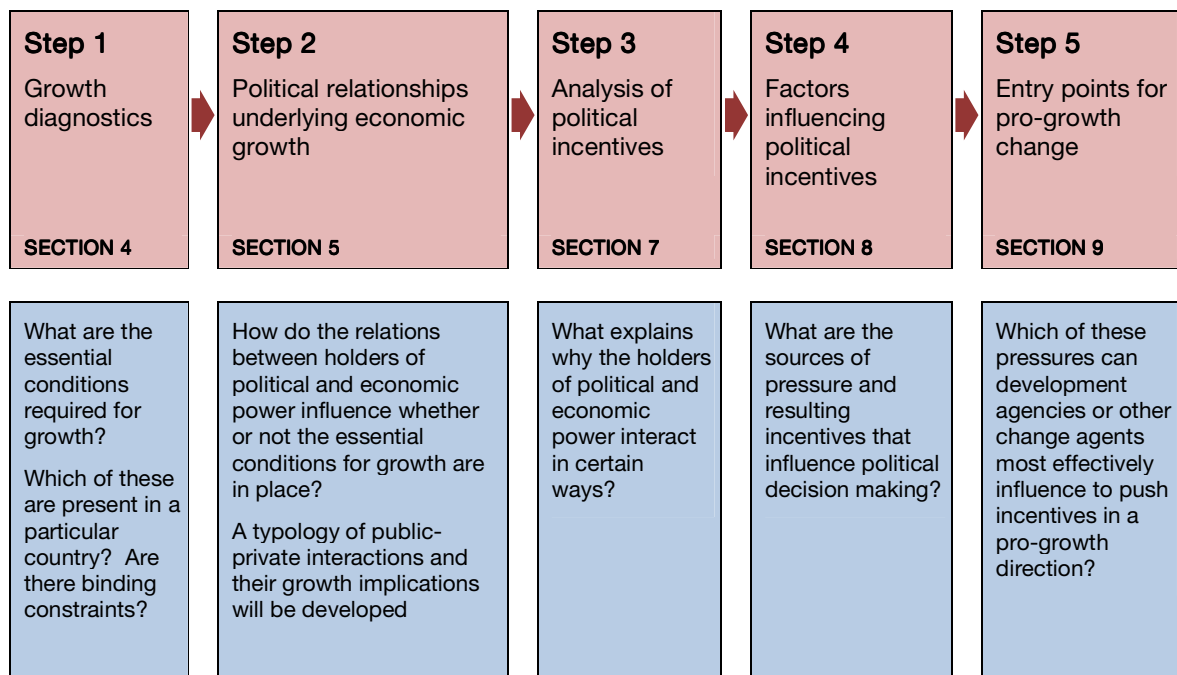 Step 1
Growth
diagnostics
SECTION 4
Step 2
Political relationships
underlying economic
growth
SECTION 5
Step 3
Analysis of
political
incentives
SECTION 7
Step 4
Factors
influencing
political
incentives
SECTION 8
Step 5
Entry points for
pro-growth
change
SECTION 9
What are the
essential
conditions
required for
growth?
Which of these
are present in a
particular
country?  Are
there binding
constraints?
How do the relations
between holders of
political and economic
power influence whether
or not the essential
conditions for growth are
in place?
A typology of public-
private interactions and
their growth implications
will be developed
What explains
why the holders
of political and
economic
power interact
in certain
ways?
What are the
sources of
pressure and
resulting
incentives that
influence political
decision making?
Which of these
pressures can
development
agencies or other
change agents
most effectively
influence to push
incentives in a
pro-growth
direction?